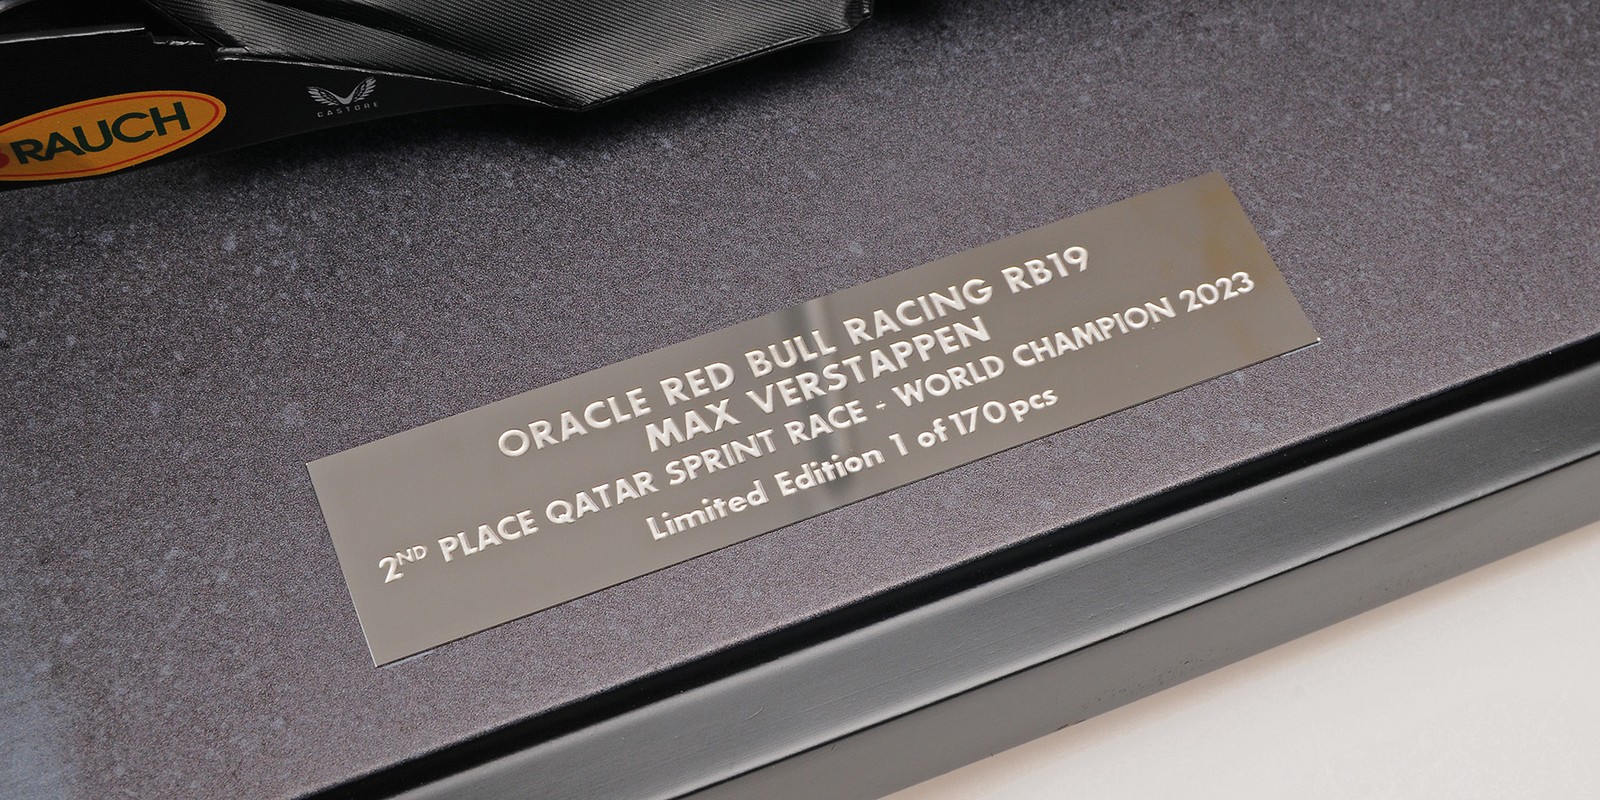 RAUCH
CASTORE
ORACLE RED BULL RACING RB19
MAX VERSTAPPEN
2ND PLACE QATAR SPRINT RACE - WORLD CHAMPION 2023
Limited Edition 1 of 170 pcs